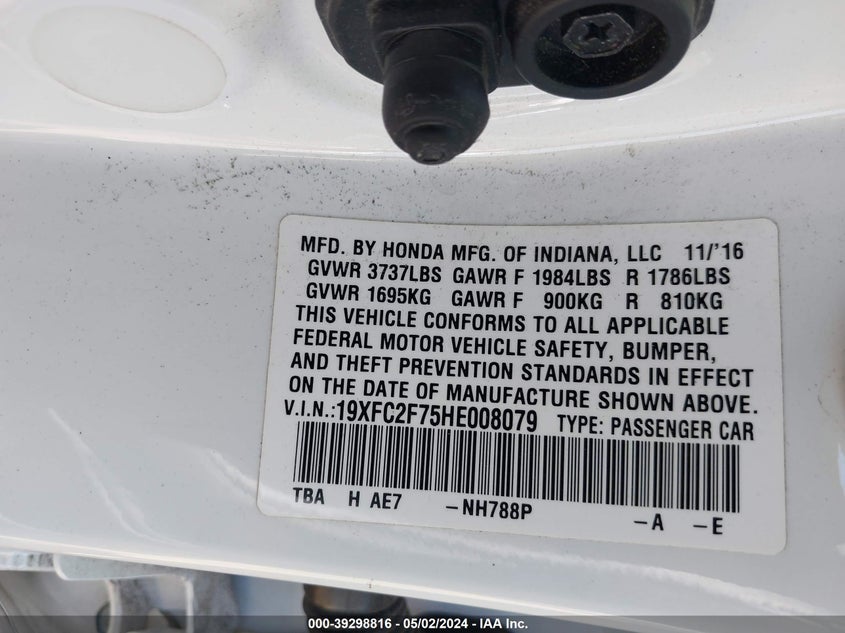 MFD. BY HONDA MFG. OF INDIANA, LLC 11/'16
GVWR 3737LBS GAWR F 1984LBS R 1786LBS
GVWR 1695KG GAWR F 900KG R 810KG
THIS VEHICLE CONFORMS TO ALL APPLICABLE
FEDERAL MOTOR VEHICLE SAFETY, BUMPER,
AND THEFT PREVENTION STANDARDS IN EFFECT
ON THE DATE OF MANUFACTURE SHOWN ABOVE.
V.I.N.:19XFC2F75HE008079 TYPE: PASSENGER CAR
TBA H AE7 -NH788P -A -E
000-39298816 - 05/02/2024 - IAA Inc.